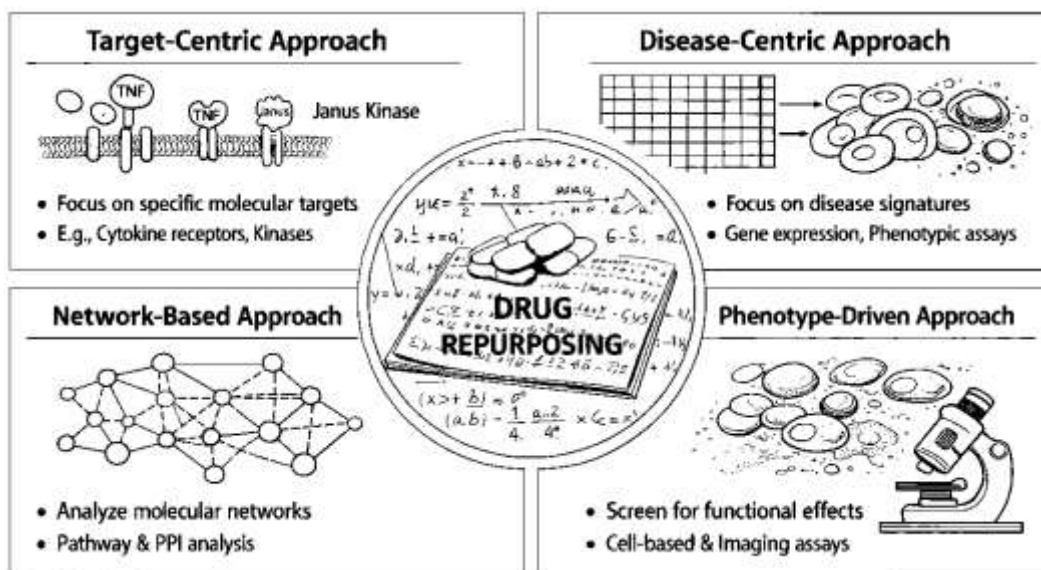 Target-Centric Approach
TNF
TNF
Janus
Janus Kinase
• Focus on specific molecular targets
• E.g., Cytokine receptors, Kinases
Disease-Centric Approach
• Focus on disease signatures
• Gene expression, Phenotypic assays
DRUG
REPURPOSING
Network-Based Approach
• Analyze molecular networks
• Pathway & PPI analysis
Phenotype-Driven Approach
• Screen for functional effects
• Cell-based & Imaging assays